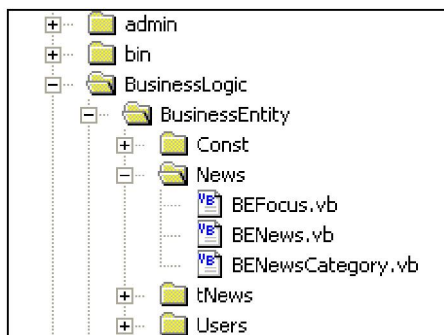 admin
bin
BusinessLogic
BusinessEntity
Const
News
BEFocus.vb
BENews.vb
BENewsCategory.vb
tNews
Users